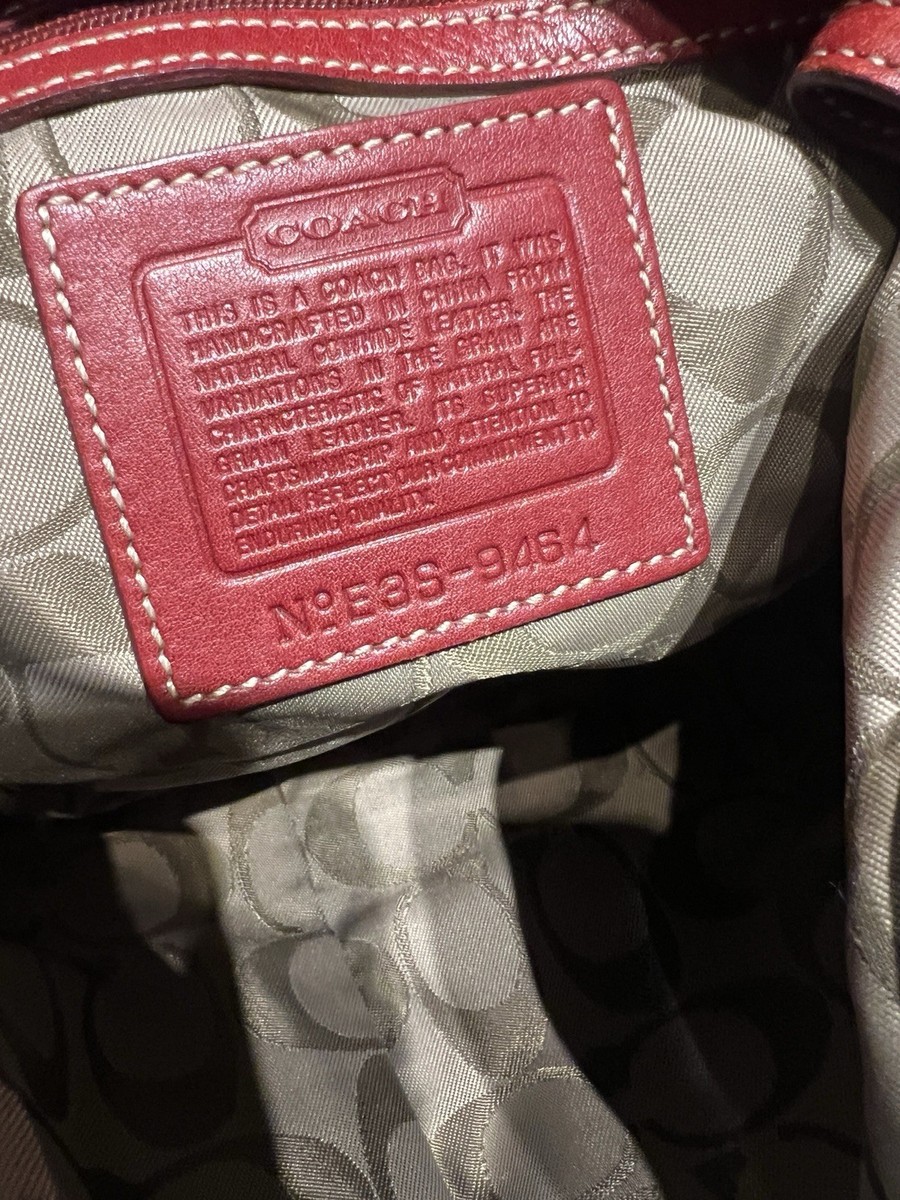 COACH
THIS IS A COACH BAG. IT WAS
HANDCRAFTED IN CHINA FROM
NATURAL COWHIDE LEATHER. THE
VARIATIONS IN THE GRAIN ARE
CHARACTERISTIC OF NATURAL FULL-
GRAIN LEATHER. ITS SUPERIOR
CRAFTSMANSHIP AND ATTENTION TO
DETAIL REFLECT OUR COMMITMENT TO
ENDURING QUALITY.
Nº E3S-9464